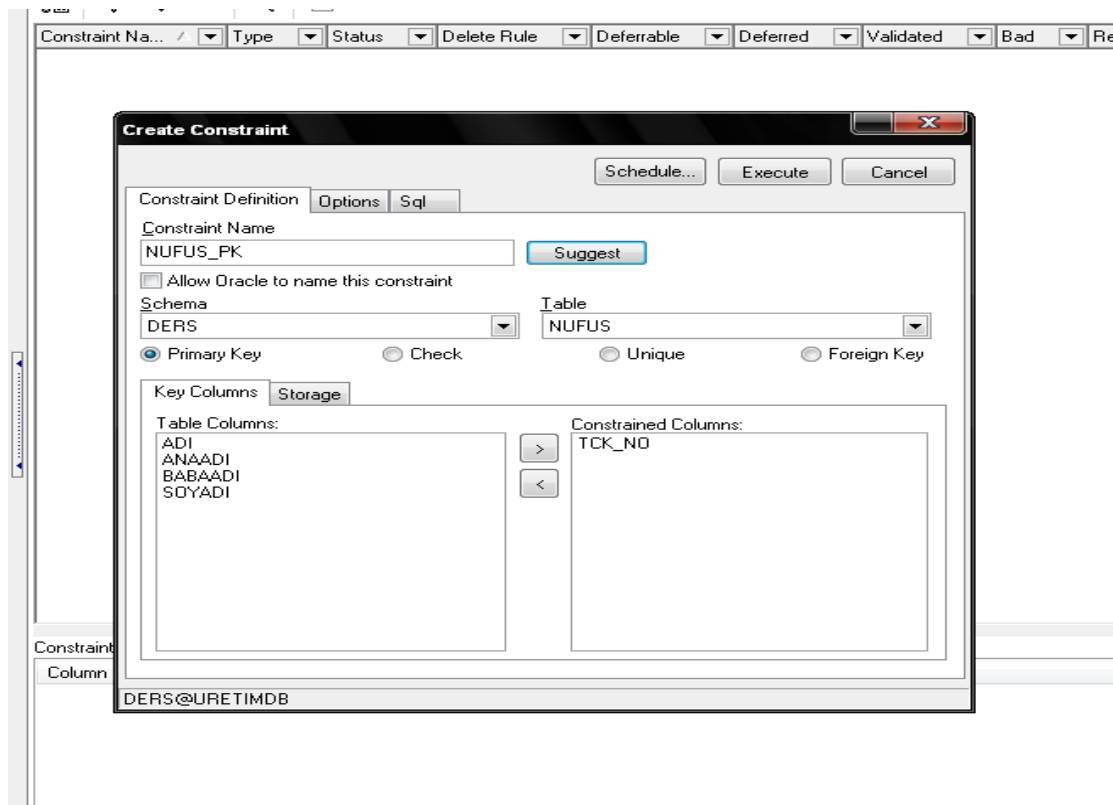 Constraint Na... Type Status Delete Rule Deferrable Deferred Validated Bad Re
Create Constraint
Schedule... Execute Cancel
Constraint Definition Options Sql
Constraint Name
NUFUS_PK Suggest
Allow Oracle to name this constraint
Schema Table
DERS NUFUS
Primary Key Check Unique Foreign Key
Key Columns Storage
Table Columns: Constrained Columns:
ADI TCK_NO
ANAADI
BABAADI
SOYADI
Constraint
Column
DERS@URETIMDB